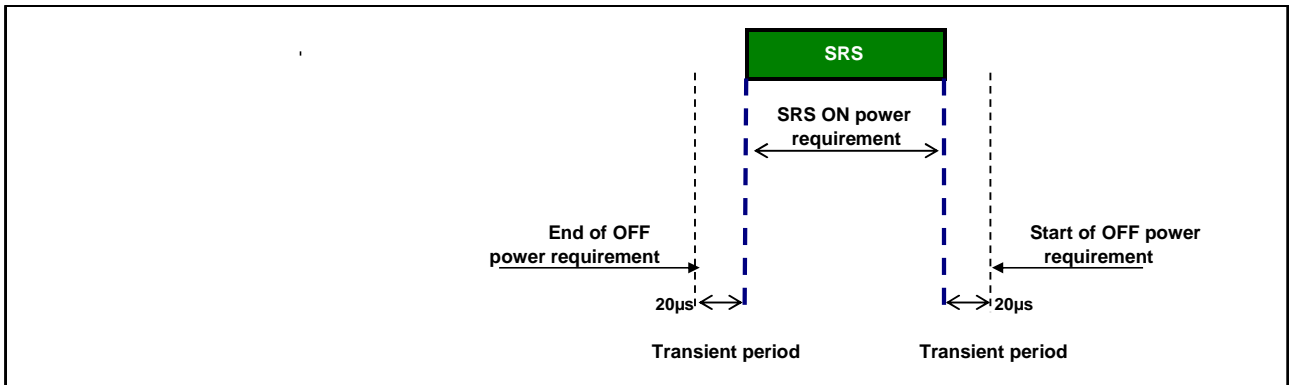 SRS
SRS ON power
requirement
End of OFF
power requirement
Start of OFF power
requirement
20µs
20µs
Transient period
Transient period